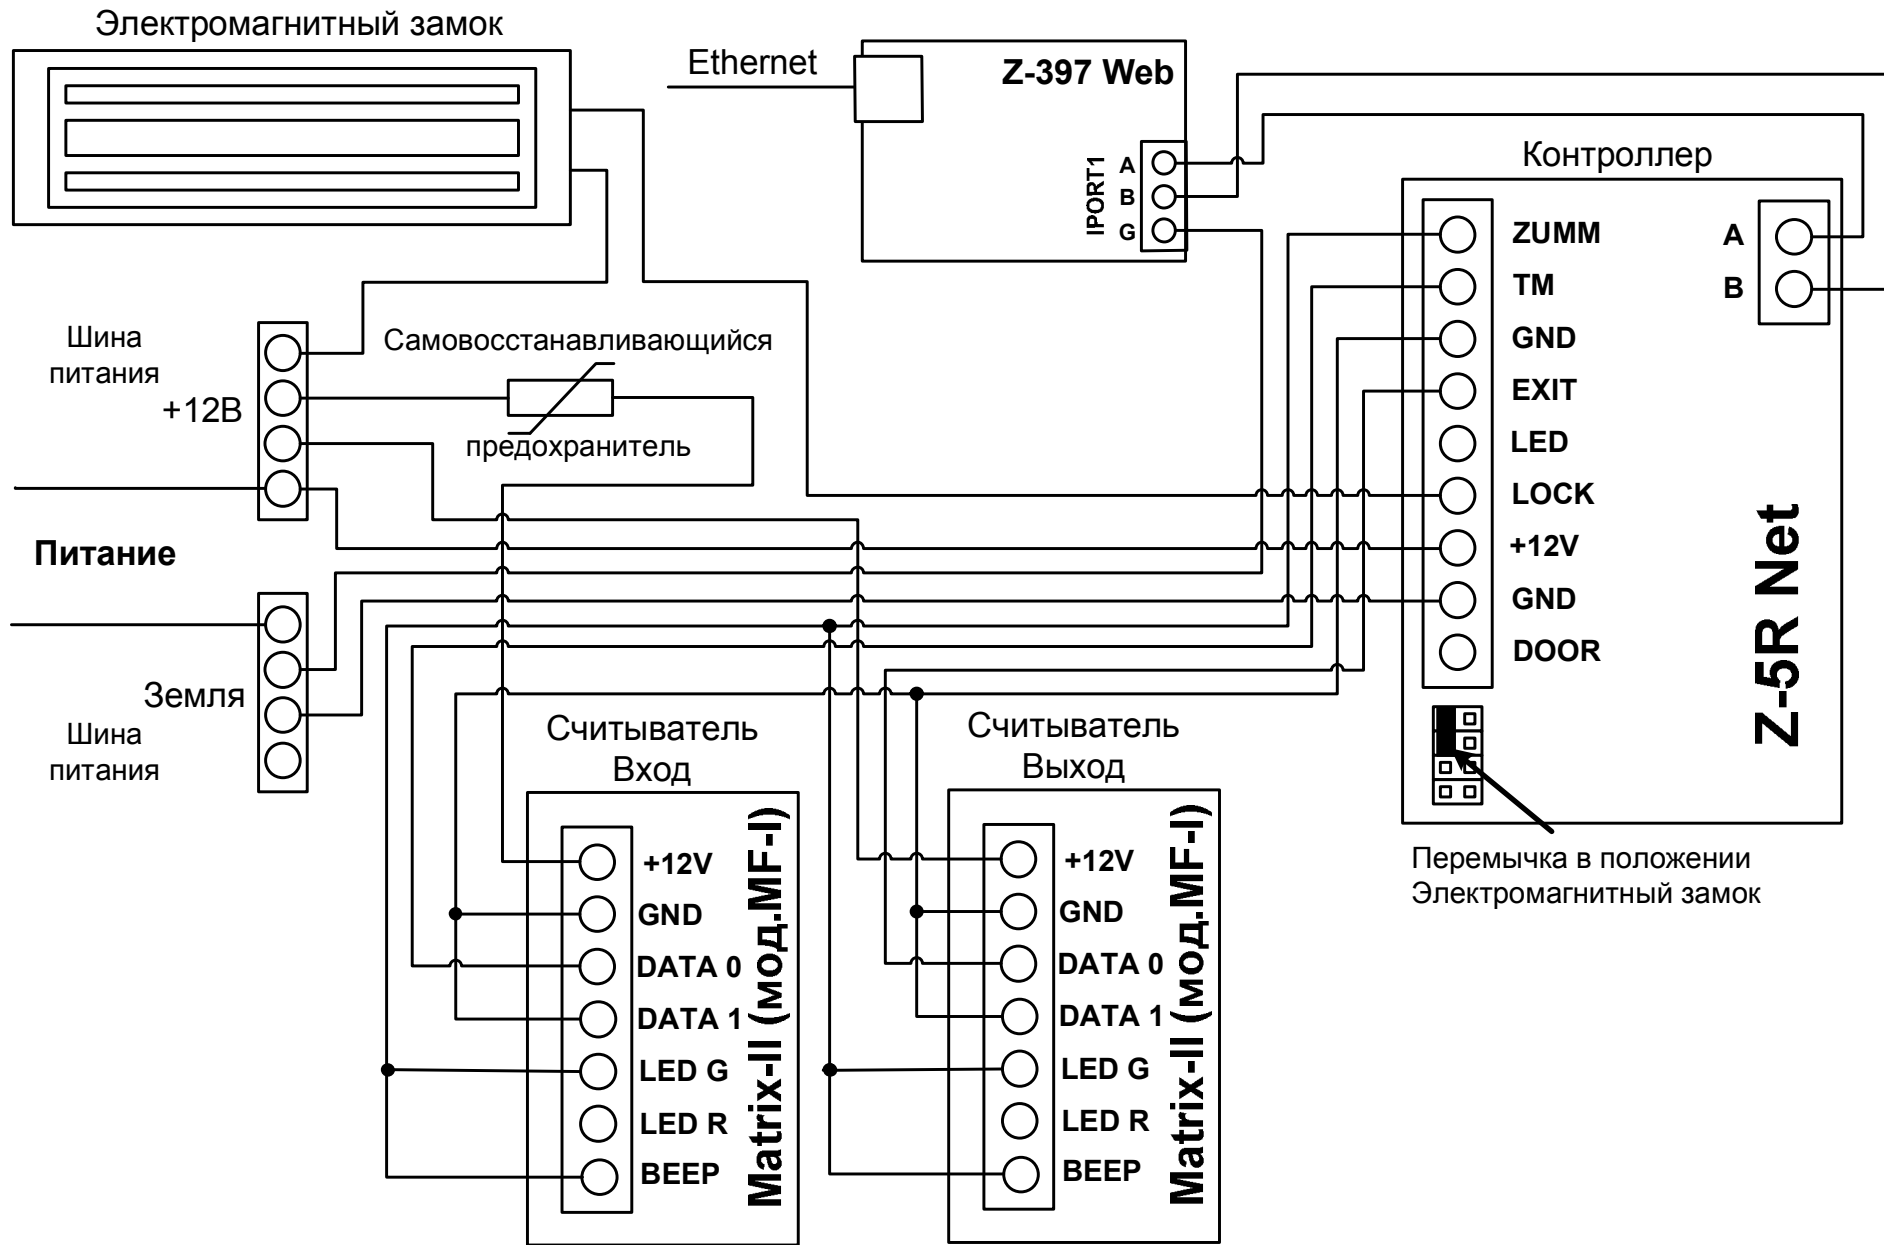 Электромагнитный замок
Ethernet
Z-397 Web
IPORT1
A
B
G
Контроллер
ZUMM
TM
GND
EXIT
LED
LOCK
+12V
GND
DOOR
A
B
Z-5R Net
Шина
питания
+12В
Самовосстанавливающийся
предохранитель
Питание
Земля
Шина
питания
Считыватель
Вход
+12V
GND
DATA 0
DATA 1
LED G
LED R
BEEP
Matrix-II (мод.MF-I)
Считыватель
Выход
+12V
GND
DATA 0
DATA 1
LED G
LED R
BEEP
Matrix-II (мод.MF-I)
Перемычка в положении
Электромагнитный замок